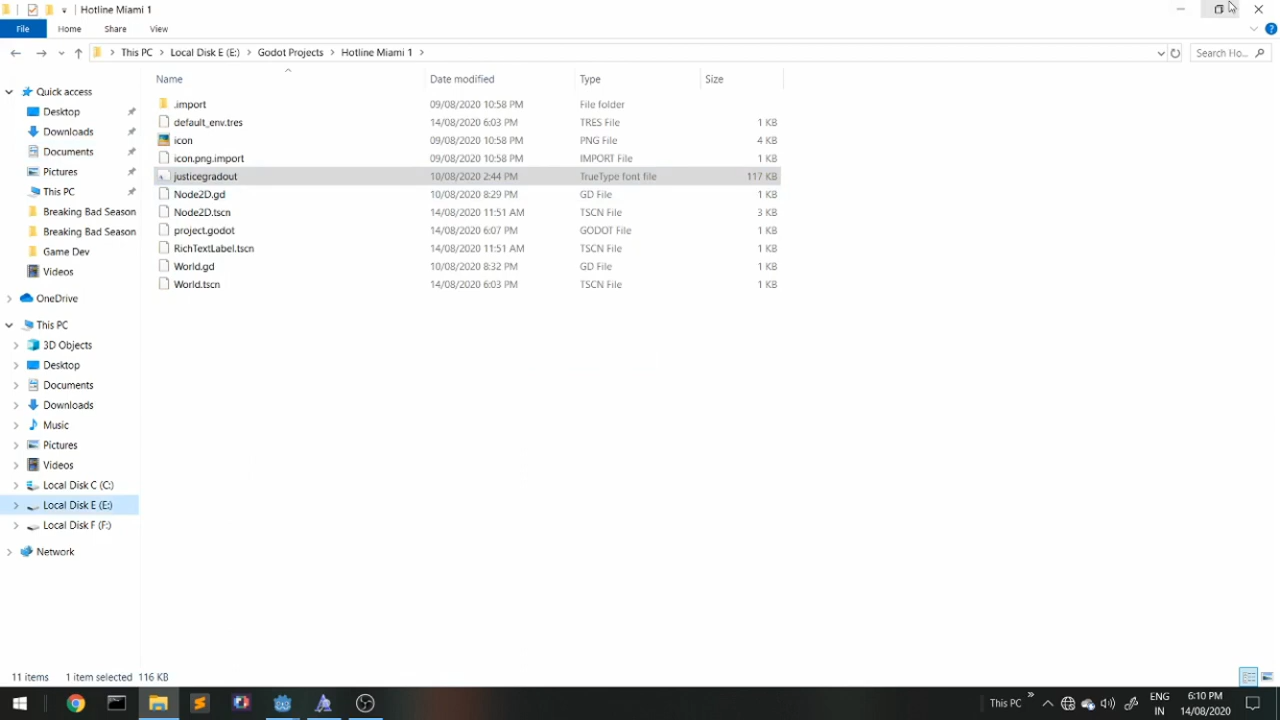 Hotline Miami 1
File Home Share View
This PC Local Disk E (E:) Godot Projects Hotline Miami 1
Search Ho...
Name Date modified Type Size
Quick access
Desktop
Downloads
Documents
Pictures
This PC
Breaking Bad Season
Breaking Bad Season
Game Dev
Videos
OneDrive
This PC
3D Objects
Desktop
Documents
Downloads
Music
Pictures
Videos
Local Disk C (C:)
Local Disk E (E:)
Local Disk F (F:)
Network
.import 09/08/2020 10:58 PM File folder
default_env.tres 14/08/2020 6:03 PM TRES File 1 KB
icon 09/08/2020 10:58 PM PNG File 4 KB
icon.png.import 09/08/2020 10:58 PM IMPORT File 1 KB
justicegradout 10/08/2020 2:44 PM TrueType font file 117 KB
Node2D.gd 10/08/2020 8:29 PM GD File 1 KB
Node2D.tscn 14/08/2020 11:51 AM TSCN File 3 KB
project.godot 14/08/2020 6:07 PM GODOT File 1 KB
RichTextLabel.tscn 14/08/2020 11:51 AM TSCN File 1 KB
World.gd 10/08/2020 8:32 PM GD File 1 KB
World.tscn 14/08/2020 6:03 PM TSCN File 1 KB
11 items 1 item selected 116 KB
This PC
ENG
IN
6:10 PM
14/08/2020